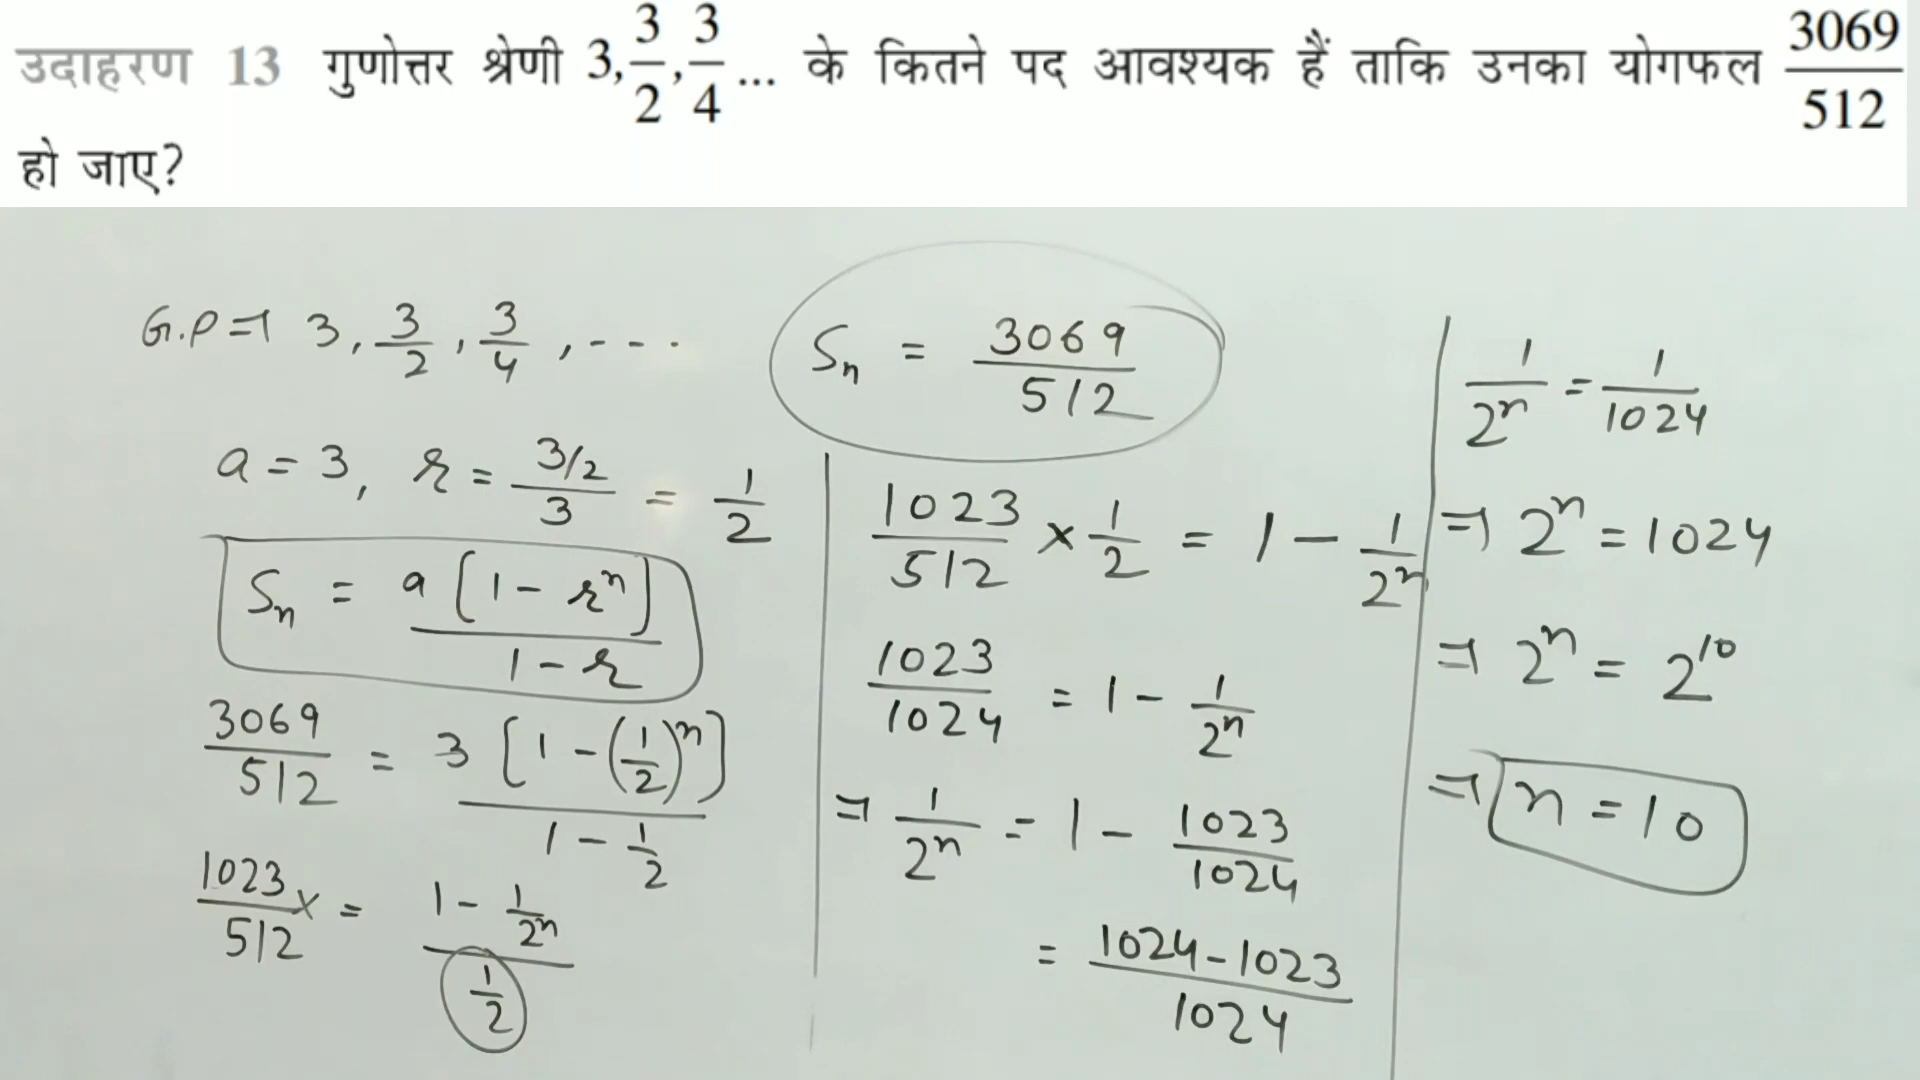 उदाहरण 13 गुणोत्तर श्रेणी 3, 3/2, 3/4 ... के कितने पद आवश्यक हैं ताकि उनका योगफल 3069/512
हो जाए?
G.P ⇒ 3, 3/2, 3/4, - - - .
a = 3, r = (3/2)/3 = 1/2
Sn = a[1 - r^n] / (1 - r)
3069/512 = 3[1 - (1/2)^n] / (1 - 1/2)
1023/512 × = (1 - 1/2^n) / (1/2)
Sn = 3069/512
1023/512 × 1/2 = 1 - 1/2^n
1023/1024 = 1 - 1/2^n
⇒ 1/2^n = 1 - 1023/1024
= (1024 - 1023)/1024
1/2^n = 1/1024
⇒ 2^n = 1024
⇒ 2^n = 2^10
⇒ n = 10